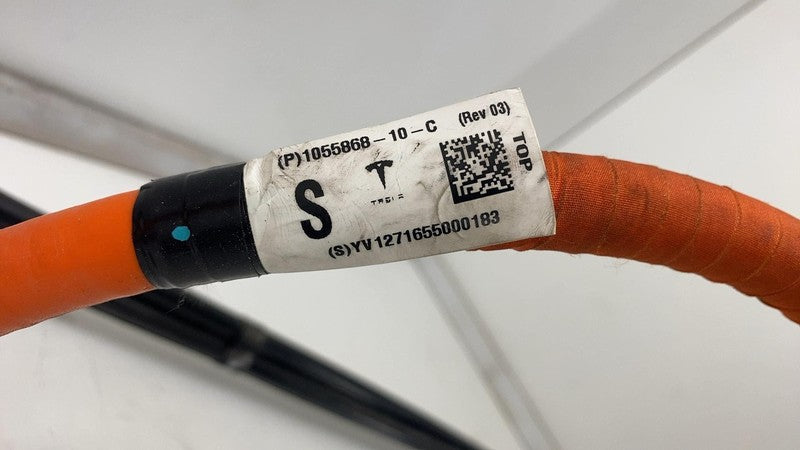 (P)1055868-10-C (Rev 03)
TOP
S
TESLA
(S)YV1271655000183